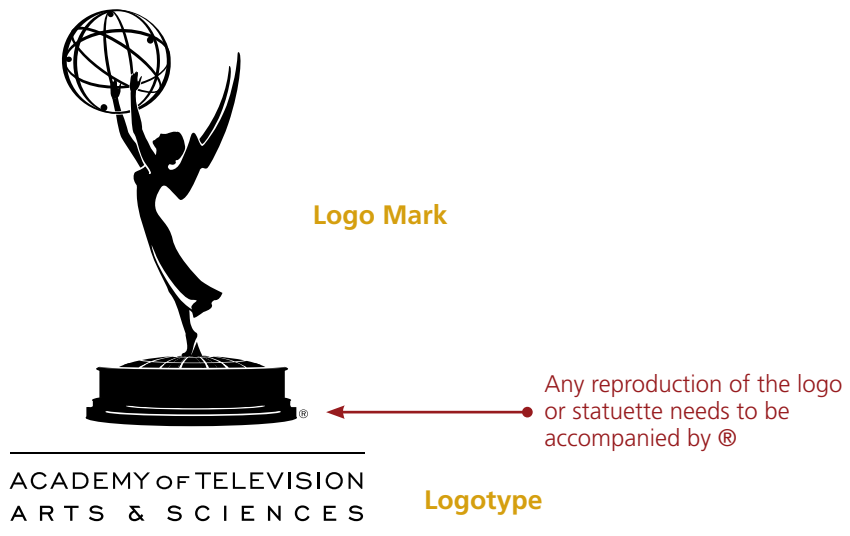 Logo Mark
Any reproduction of the logo
or statuette needs to be
accompanied by ®
®
ACADEMY OF TELEVISION
ARTS & SCIENCES
Logotype